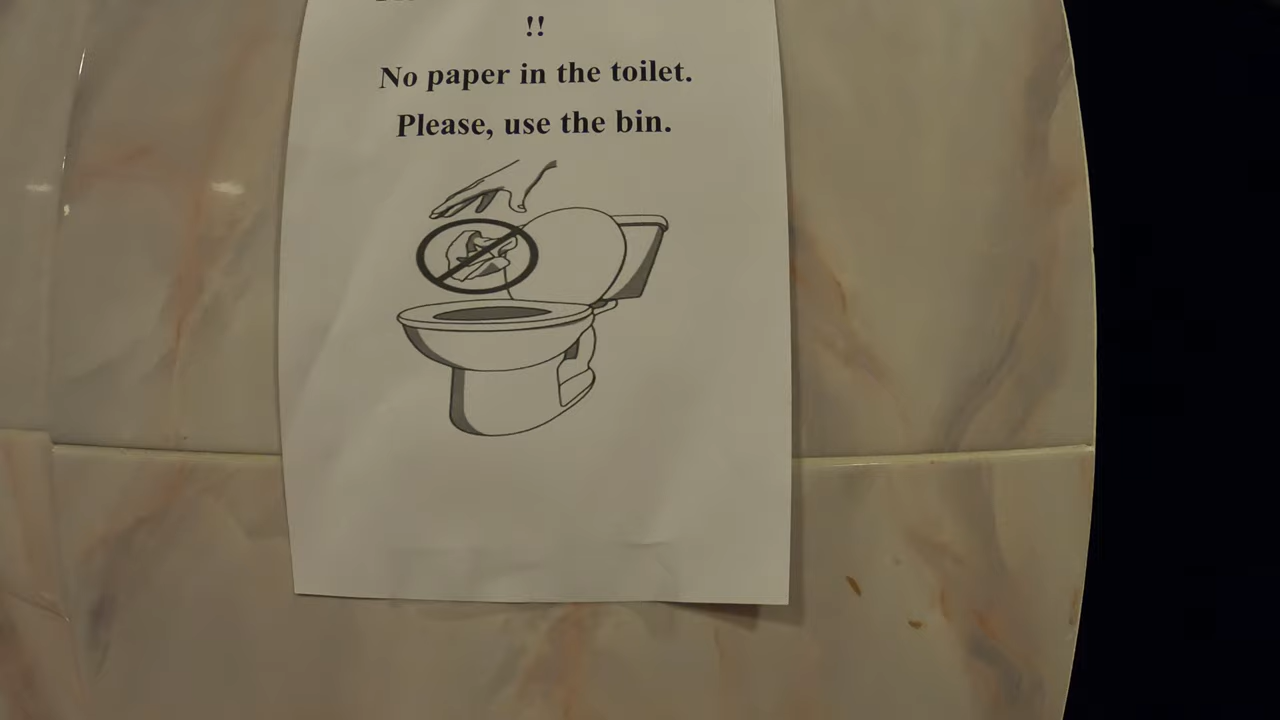 !!
No paper in the toilet.
Please, use the bin.